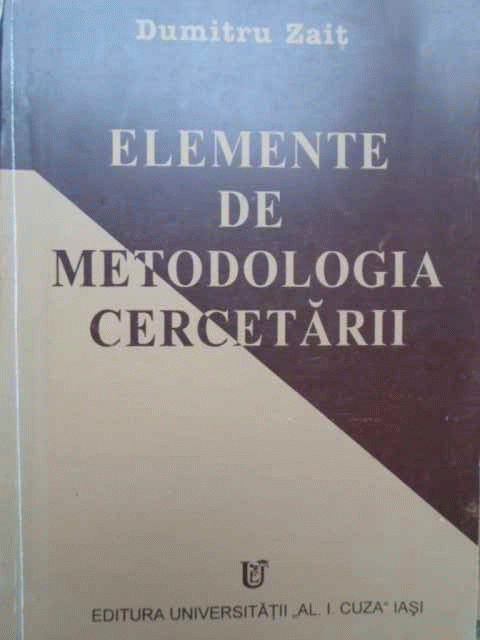 Dumitru Zaiț
ELEMENTE
DE
METODOLOGIA
CERCETĂRII
EDITURA UNIVERSITĂȚII „AL. I. CUZA” IAȘI